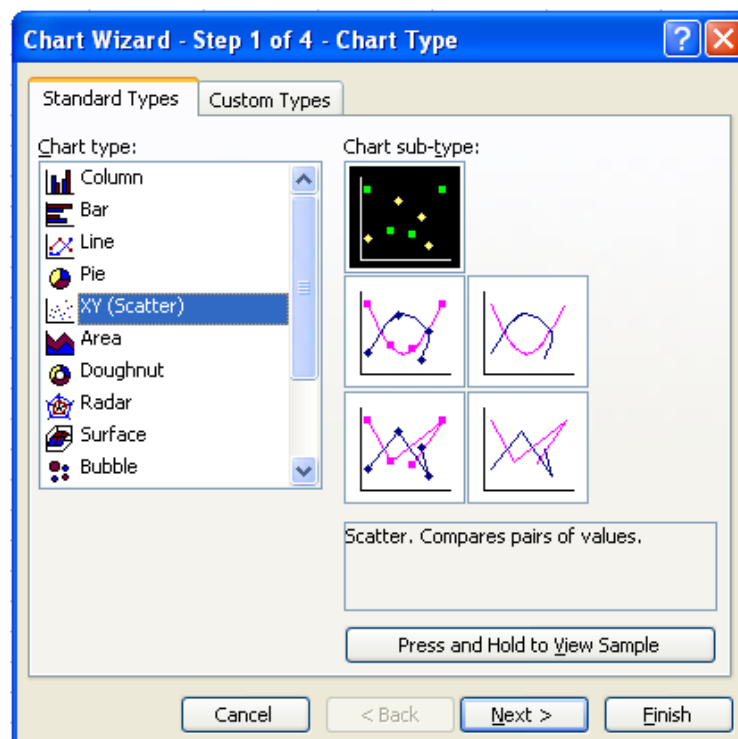 Chart Wizard - Step 1 of 4 - Chart Type
Standard Types
Custom Types
Chart type:
Column
Bar
Line
Pie
XY (Scatter)
Area
Doughnut
Radar
Surface
Bubble
Chart sub-type:
Scatter. Compares pairs of values.
Press and Hold to View Sample
Cancel
< Back
Next >
Finish